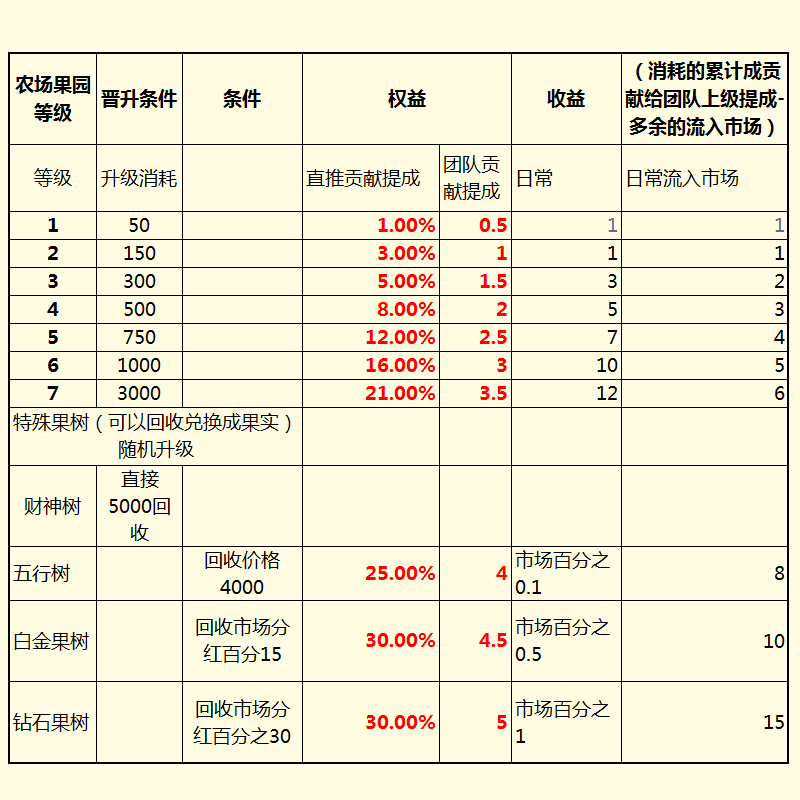 农场果园等级 晋升条件 条件 权益 收益 （消耗的累计成贡献给团队上级提成-多余的流入市场）
等级 升级消耗 直推贡献提成 团队贡献提成 日常 日常流入市场
1 50 1.00% 0.5 1 1
2 150 3.00% 1 1 1
3 300 5.00% 1.5 3 2
4 500 8.00% 2 5 3
5 750 12.00% 2.5 7 4
6 1000 16.00% 3 10 5
7 3000 21.00% 3.5 12 6
特殊果树（可以回收兑换成果实）
随机升级
财神树 直接5000回收
五行树 回收价格4000 25.00% 4 市场百分之0.1 8
白金果树 回收市场分红百分15 30.00% 4.5 市场百分之0.5 10
钻石果树 回收市场分红百分之30 30.00% 5 市场百分之1 15